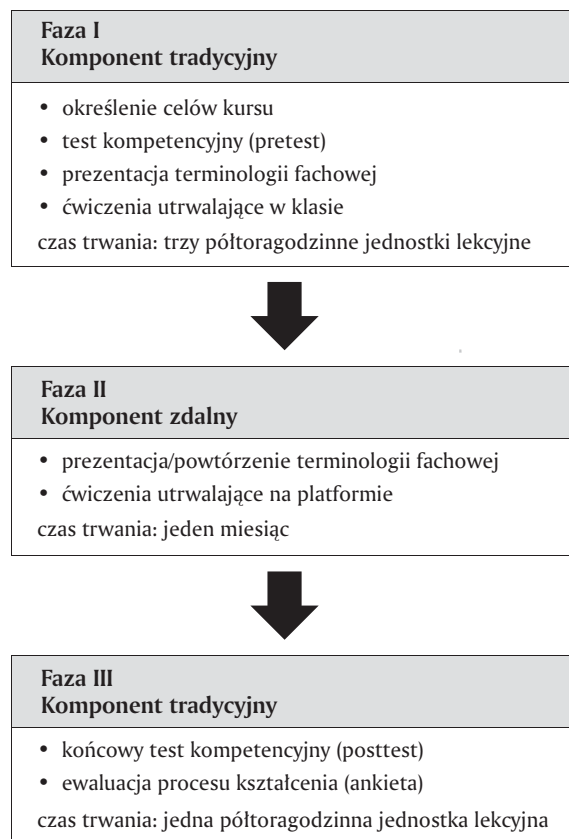 Faza I
Komponent tradycyjny
• określenie celów kursu
• test kompetencyjny (pretest)
• prezentacja terminologii fachowej
• ćwiczenia utrwalające w klasie
czas trwania: trzy półtoragodzinne jednostki lekcyjne
Faza II
Komponent zdalny
• prezentacja/powtórzenie terminologii fachowej
• ćwiczenia utrwalające na platformie
czas trwania: jeden miesiąc
Faza III
Komponent tradycyjny
• końcowy test kompetencyjny (posttest)
• ewaluacja procesu kształcenia (ankieta)
czas trwania: jedna półtoragodzinna jednostka lekcyjna